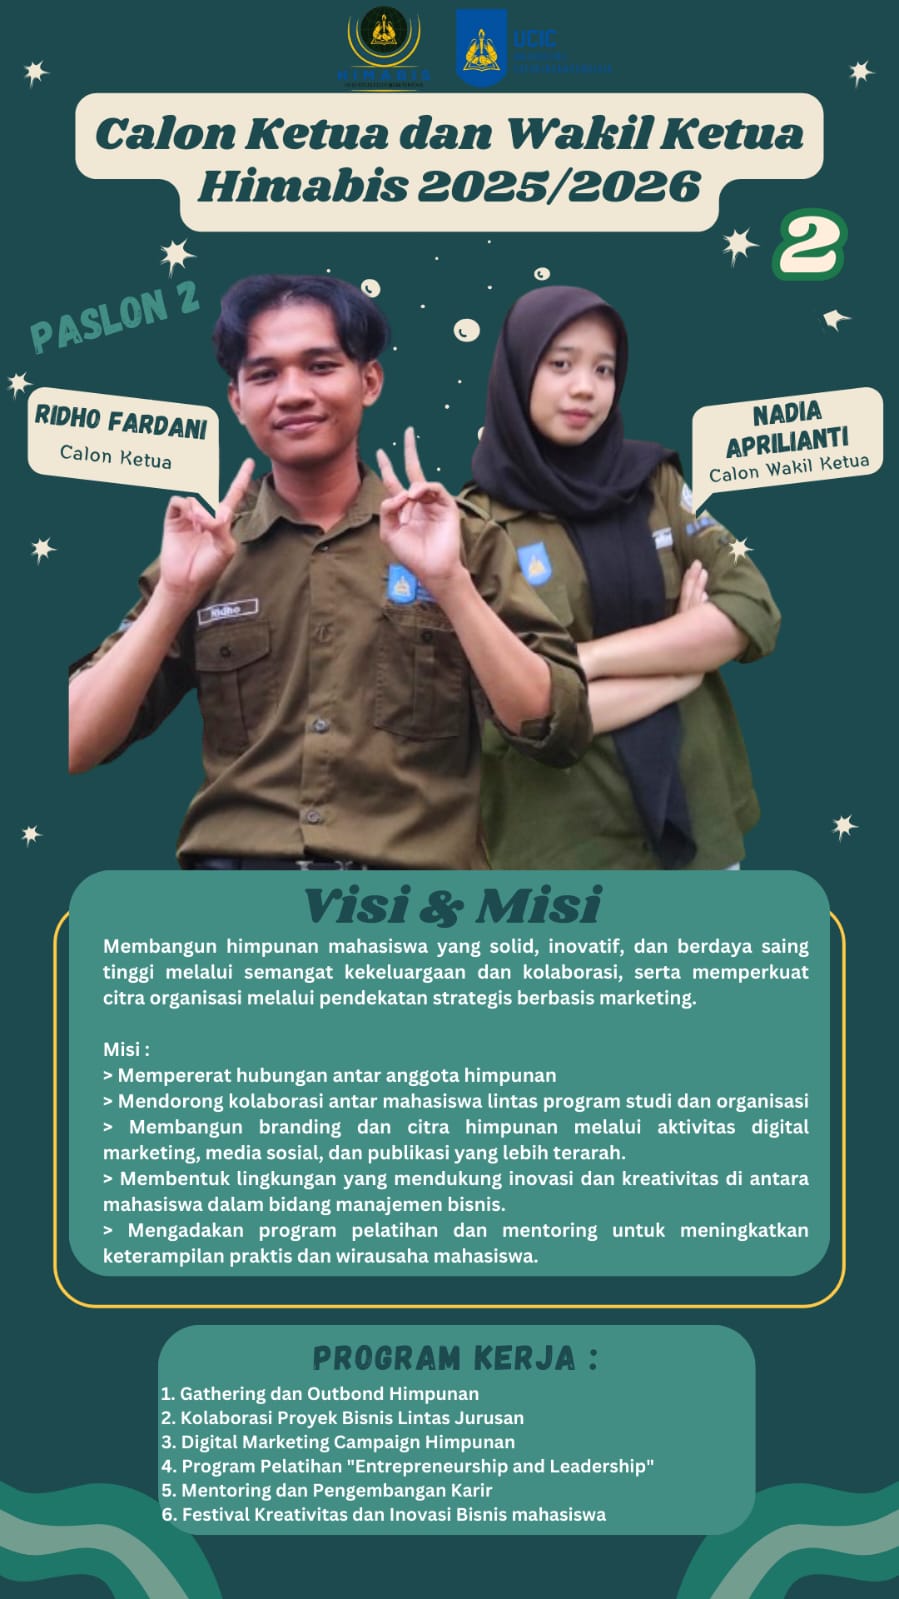 HIMABIS
UCIC
Calon Ketua dan Wakil Ketua
Himabis 2025/2026
2
PASLON 2
RIDHO FARDANI
Calon Ketua
NADIA
APRILIANTI
Calon Wakil Ketua
Ridho
Visi & Misi
Membangun himpunan mahasiswa yang solid, inovatif, dan berdaya saing
tinggi melalui semangat kekeluargaan dan kolaborasi, serta memperkuat
citra organisasi melalui pendekatan strategis berbasis marketing.
Misi :
> Mempererat hubungan antar anggota himpunan
> Mendorong kolaborasi antar mahasiswa lintas program studi dan organisasi
> Membangun branding dan citra himpunan melalui aktivitas digital
marketing, media sosial, dan publikasi yang lebih terarah.
> Membentuk lingkungan yang mendukung inovasi dan kreativitas di antara
mahasiswa dalam bidang manajemen bisnis.
> Mengadakan program pelatihan dan mentoring untuk meningkatkan
keterampilan praktis dan wirausaha mahasiswa.
PROGRAM KERJA :
1. Gathering dan Outbond Himpunan
2. Kolaborasi Proyek Bisnis Lintas Jurusan
3. Digital Marketing Campaign Himpunan
4. Program Pelatihan "Entrepreneurship and Leadership"
5. Mentoring dan Pengembangan Karir
6. Festival Kreativitas dan Inovasi Bisnis mahasiswa